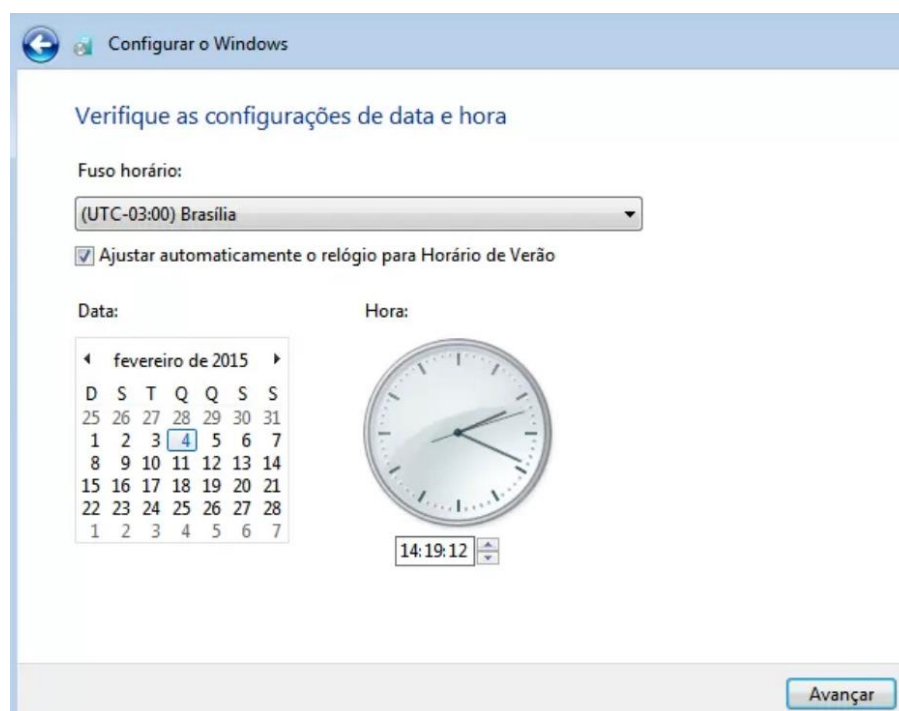 Configurar o Windows
Verifique as configurações de data e hora
Fuso horário:
(UTC-03:00) Brasília
Ajustar automaticamente o relógio para Horário de Verão
Data:
Hora:
fevereiro de 2015
D S T Q Q S S
25 26 27 28 29 30 31
1 2 3 4 5 6 7
8 9 10 11 12 13 14
15 16 17 18 19 20 21
22 23 24 25 26 27 28
1 2 3 4 5 6 7
14:19:12
Avançar